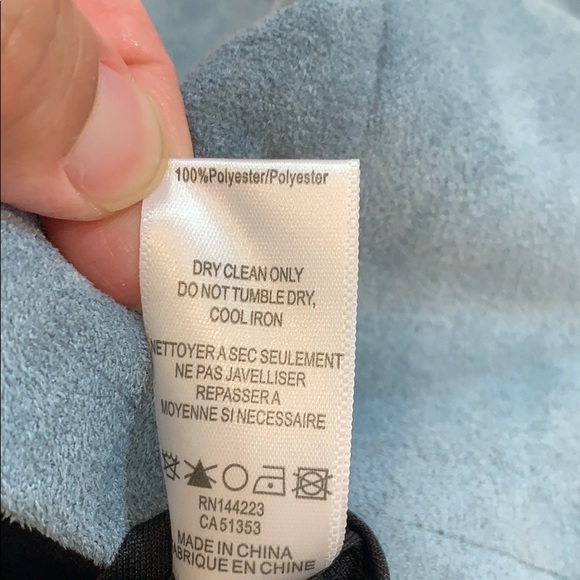 100%Polyester/Polyester
DRY CLEAN ONLY
DO NOT TUMBLE DRY,
COOL IRON
NETTOYER A SEC SEULEMENT
NE PAS JAVELLISER
REPASSER A
MOYENNE SI NECESSAIRE
RN144223
CA51353
MADE IN CHINA
FABRIQUE EN CHINE